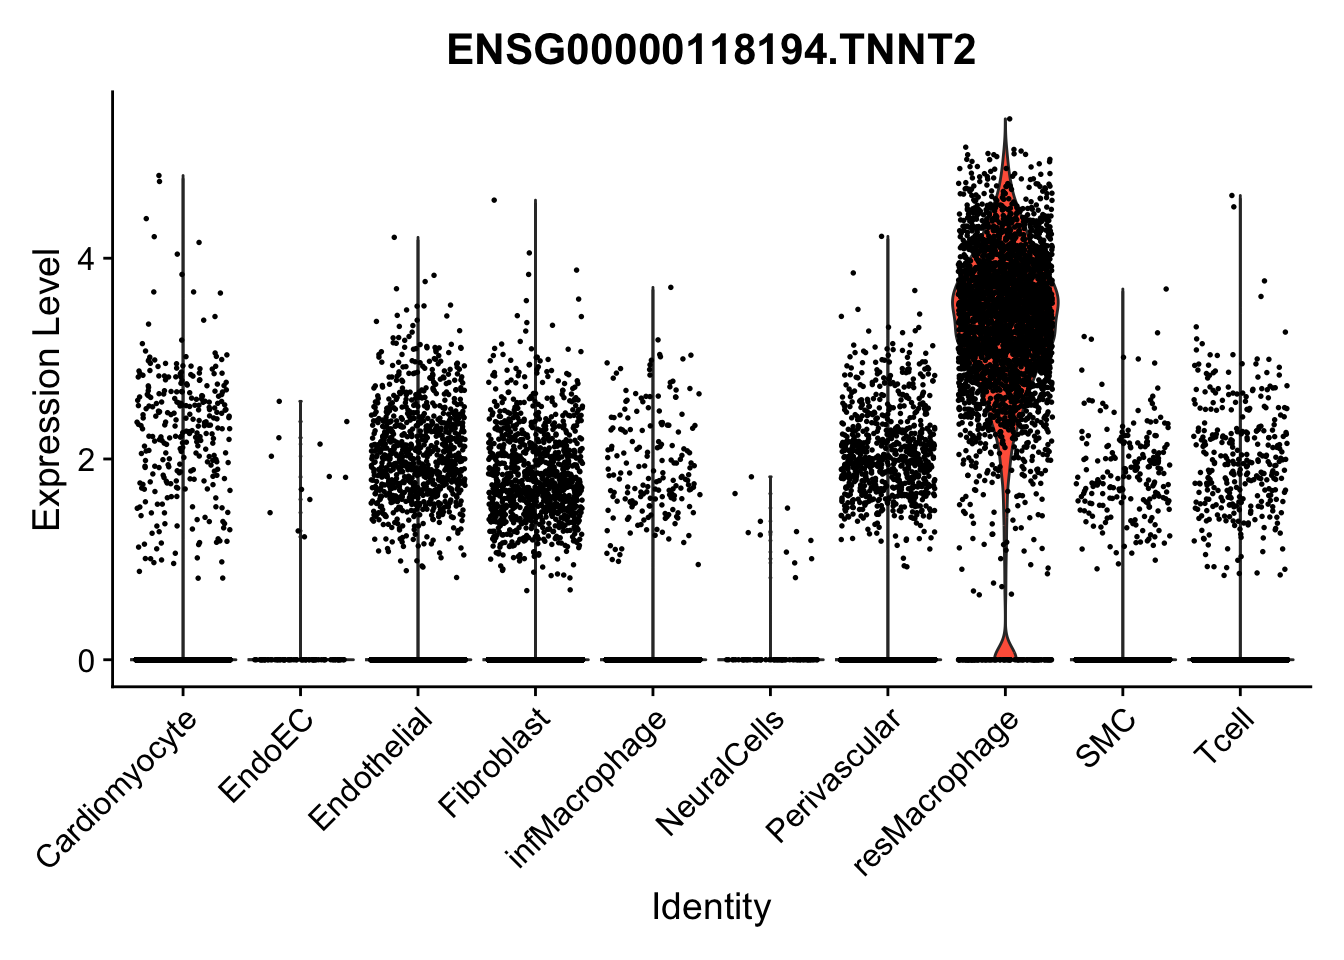 ENSG00000118194.TNNT2
Expression Level
4
2
0
Cardiomyocyte
EndoEC
Endothelial
Fibroblast
infMacrophage
NeuralCells
Perivascular
resMacrophage
SMC
Tcell
Identity